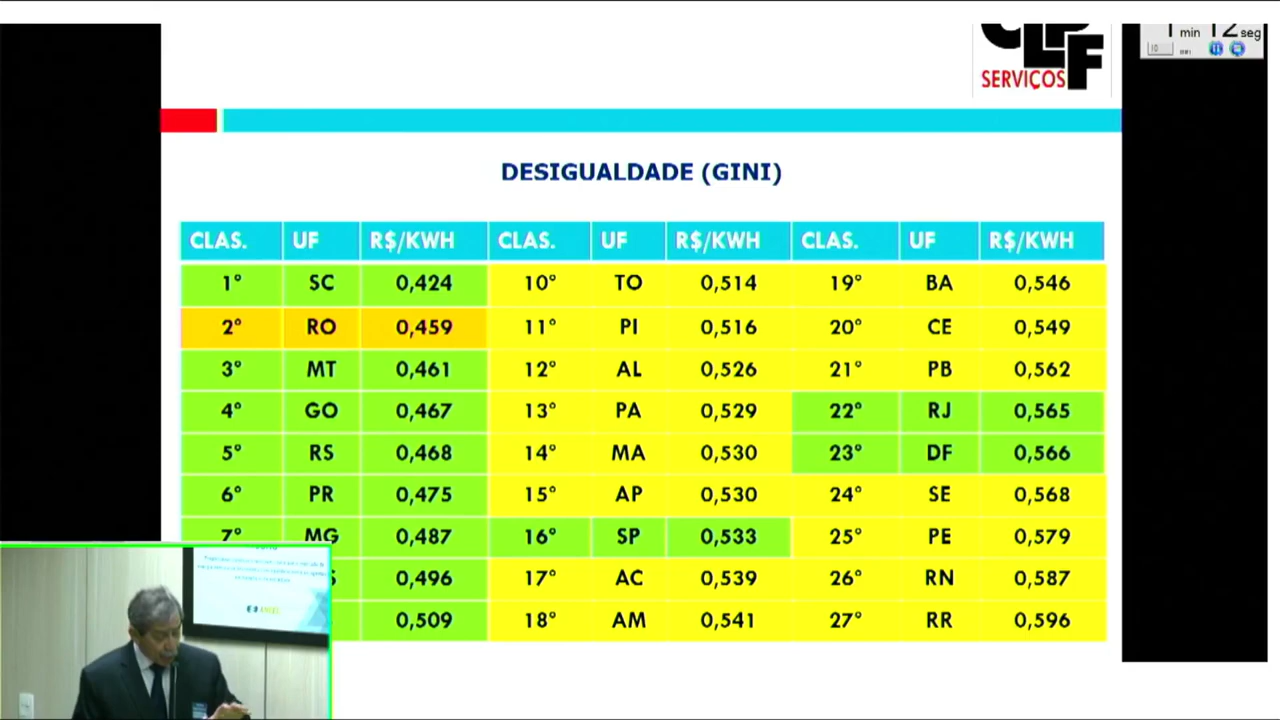 1 min 12 seg
CLPF
SERVIÇOS
DESIGUALDADE (GINI)
CLAS. UF R$/KWH CLAS. UF R$/KWH CLAS. UF R$/KWH
1° SC 0,424 10° TO 0,514 19° BA 0,546
2° RO 0,459 11° PI 0,516 20° CE 0,549
3° MT 0,461 12° AL 0,526 21° PB 0,562
4° GO 0,467 13° PA 0,529 22° RJ 0,565
5° RS 0,468 14° MA 0,530 23° DF 0,566
6° PR 0,475 15° AP 0,530 24° SE 0,568
7° MG 0,487 16° SP 0,533 25° PE 0,579
0,496 17° AC 0,539 26° RN 0,587
0,509 18° AM 0,541 27° RR 0,596